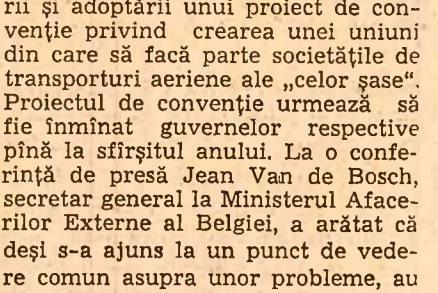 rii și adoptării unui proiect de con-
venție privind crearea unei uniuni
din care să facă parte societățile de
transporturi aeriene ale „celor șase“.
Proiectul de convenție urmează să
fie înmînat guvernelor respective
pînă la sfîrșitul anului. La o confe-
rință de presă Jean Van de Bosch,
secretar general la Ministerul Aface-
rilor Externe al Belgiei, a arătat că
deși s-a ajuns la un punct de vede-
re comun asupra unor probleme, au